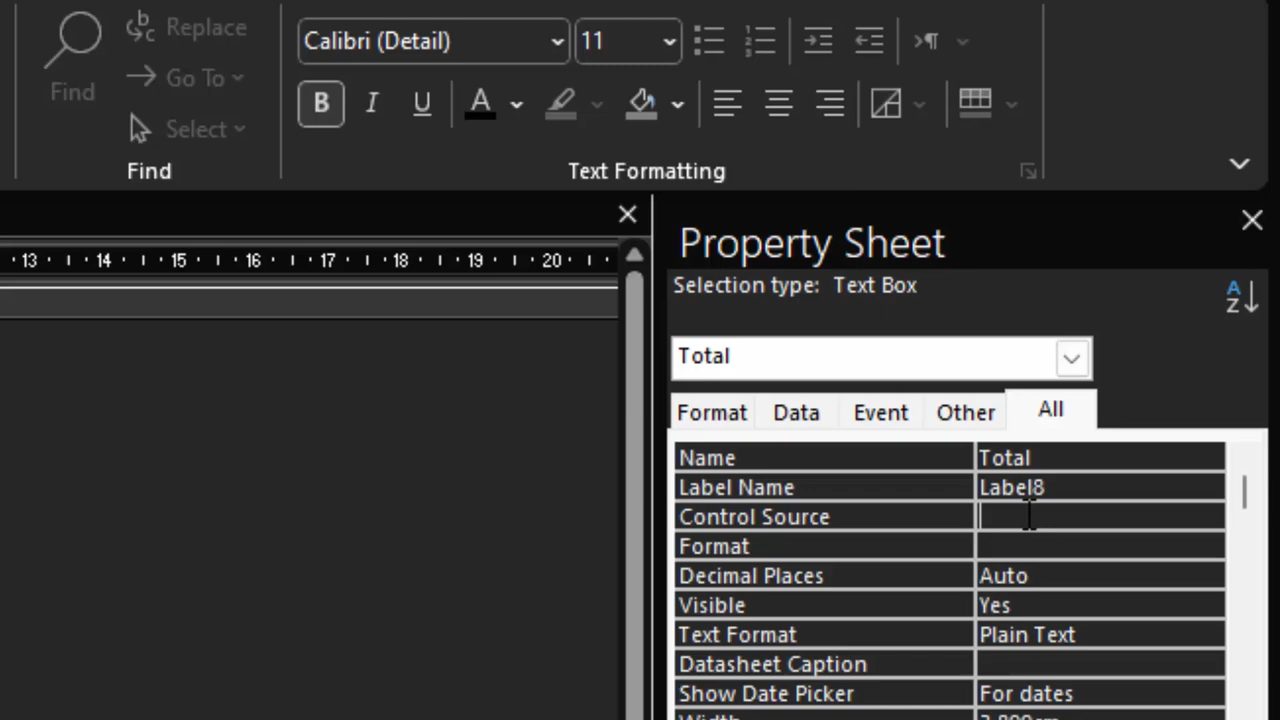 Find
Replace
Go To
Select
Find
Calibri (Detail)
11
B I U A
Text Formatting
13 14 15 16 17 18 19 20
Property Sheet
Selection type: Text Box
A
Z
Total
Format Data Event Other All
Name Total
Label Name Label8
Control Source
Format
Decimal Places Auto
Visible Yes
Text Format Plain Text
Datasheet Caption
Show Date Picker For dates